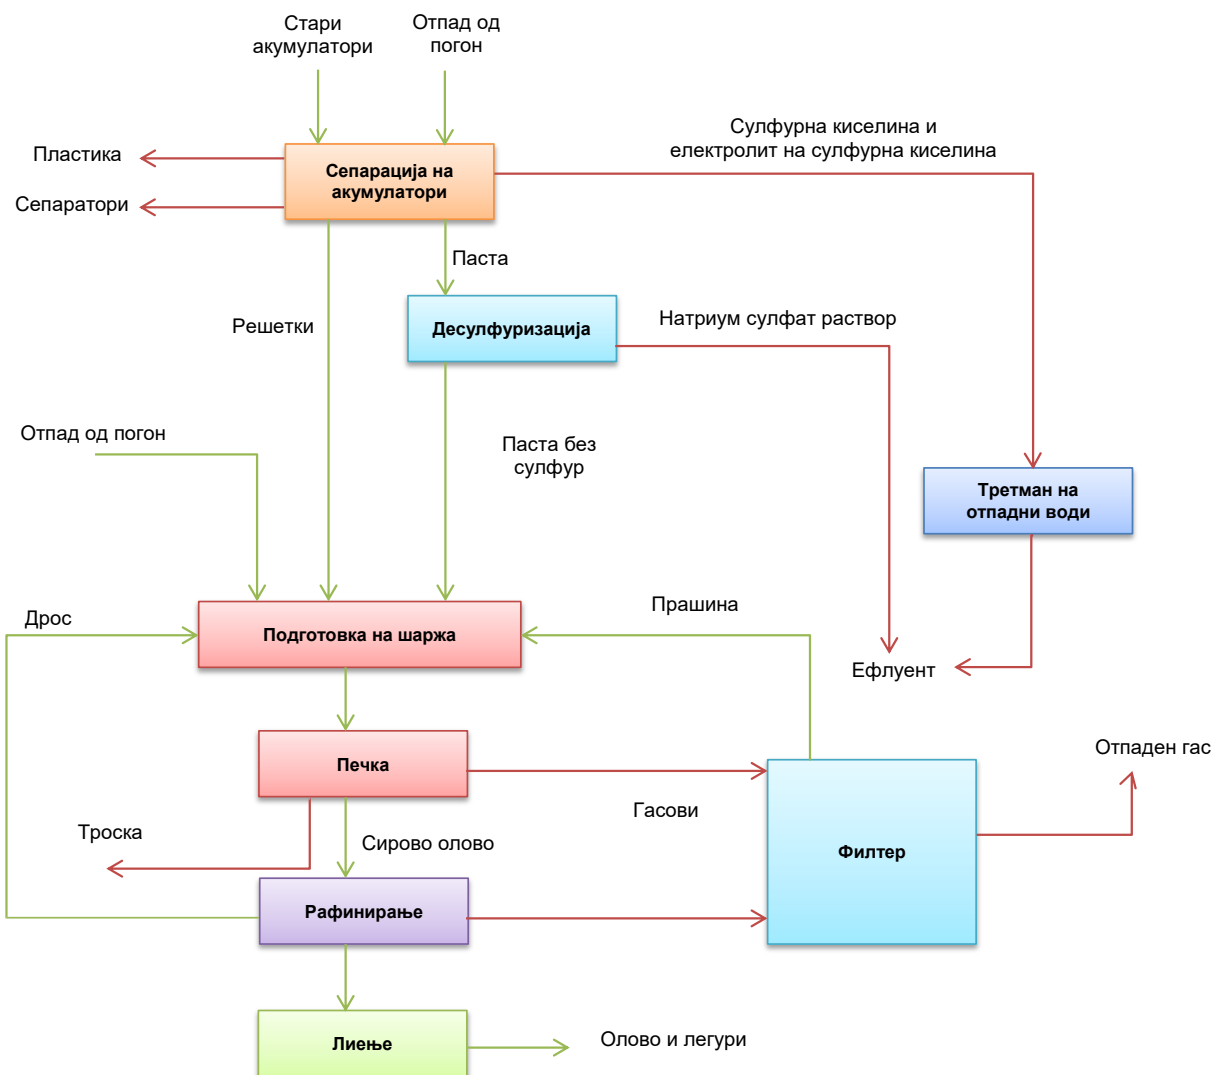 Стари
акумулатори
Отпад од
погон
Сулфурна киселина и
електролит на сулфурна киселина
Пластика
Сепаратори
Сепарација на
акумулатори
Паста
Решетки
Десулфуризација
Натриум сулфат раствор
Отпад од погон
Паста без
сулфур
Третман на
отпадни води
Дрос
Подготовка на шаржа
Прашина
Ефлуент
Печка
Отпаден гас
Гасови
Троска
Сирово олово
Филтер
Рафинирање
Лиење
Олово и легури